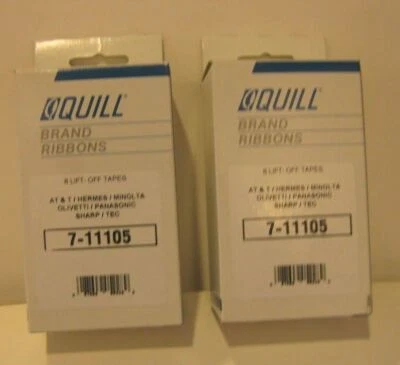 QUILL
BRAND
RIBBONS
6 LIFT- OFF TAPES
AT & T / HERMES / MINOLTA
OLIVETTI / PANASONIC
SHARP / TEC
7-11105
QUILL
BRAND
RIBBONS
6 LIFT- OFF TAPES
AT & T / HERMES / MINOLTA
OLIVETTI / PANASONIC
SHARP / TEC
7-11105